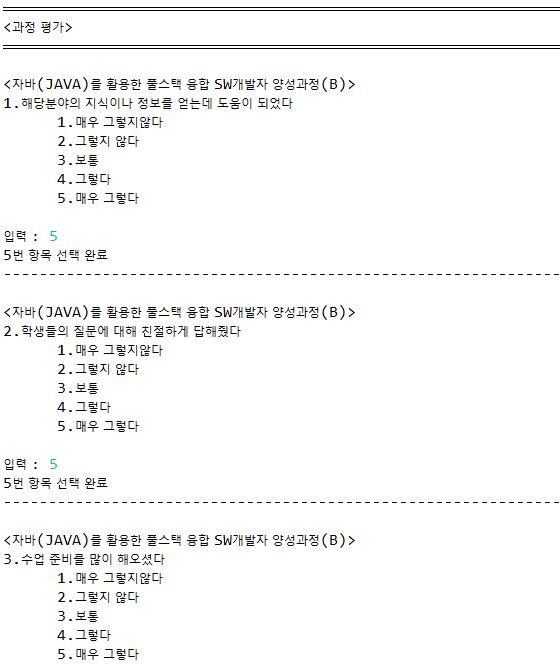 <과정 평가>
<자바(JAVA)를 활용한 풀스택 융합 SW개발자 양성과정(B)>
1.해당분야의 지식이나 정보를 얻는데 도움이 되었다
1.매우 그렇지않다
2.그렇지 않다
3.보통
4.그렇다
5.매우 그렇다
입력 : 5
5번 항목 선택 완료
<자바(JAVA)를 활용한 풀스택 융합 SW개발자 양성과정(B)>
2.학생들의 질문에 대해 친절하게 답해줬다
1.매우 그렇지않다
2.그렇지 않다
3.보통
4.그렇다
5.매우 그렇다
입력 : 5
5번 항목 선택 완료
<자바(JAVA)를 활용한 풀스택 융합 SW개발자 양성과정(B)>
3.수업 준비를 많이 해오셨다
1.매우 그렇지않다
2.그렇지 않다
3.보통
4.그렇다
5.매우 그렇다